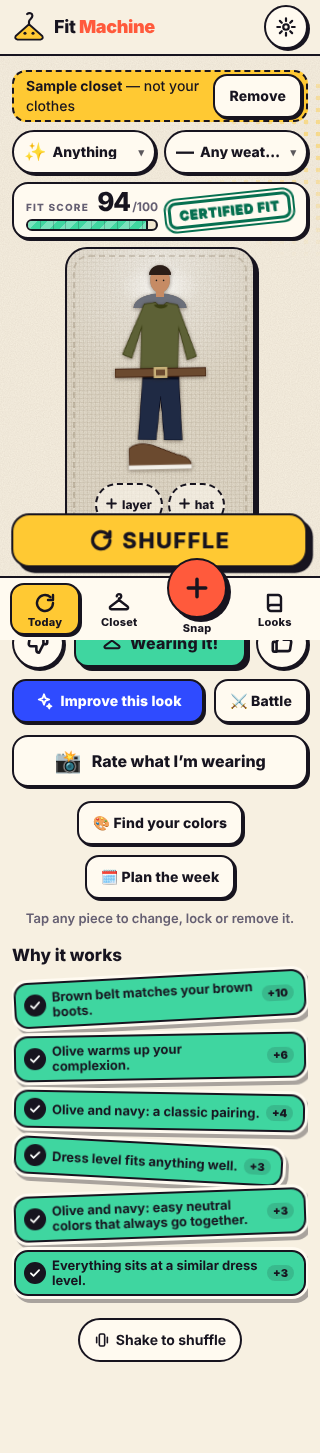 Fit Machine
Sample closet — not your
clothes
Remove
✨ Anything ▾
— Any weat... ▾
FIT SCORE 94/100
CERTIFIED FIT
+ layer
+ hat
SHUFFLE
Today
Closet
Snap
Looks
Wearing it!
Improve this look
⚔️ Battle
📸 Rate what I’m wearing
🎨 Find your colors
🗓️ Plan the week
Tap any piece to change, lock or remove it.
Why it works
Brown belt matches your brown
boots.
+10
Olive warms up your
complexion.
+6
Olive and navy: a classic pairing. +4
Dress level fits anything well. +3
Olive and navy: easy neutral
colors that always go together.
+3
Everything sits at a similar dress
level.
+3
Shake to shuffle